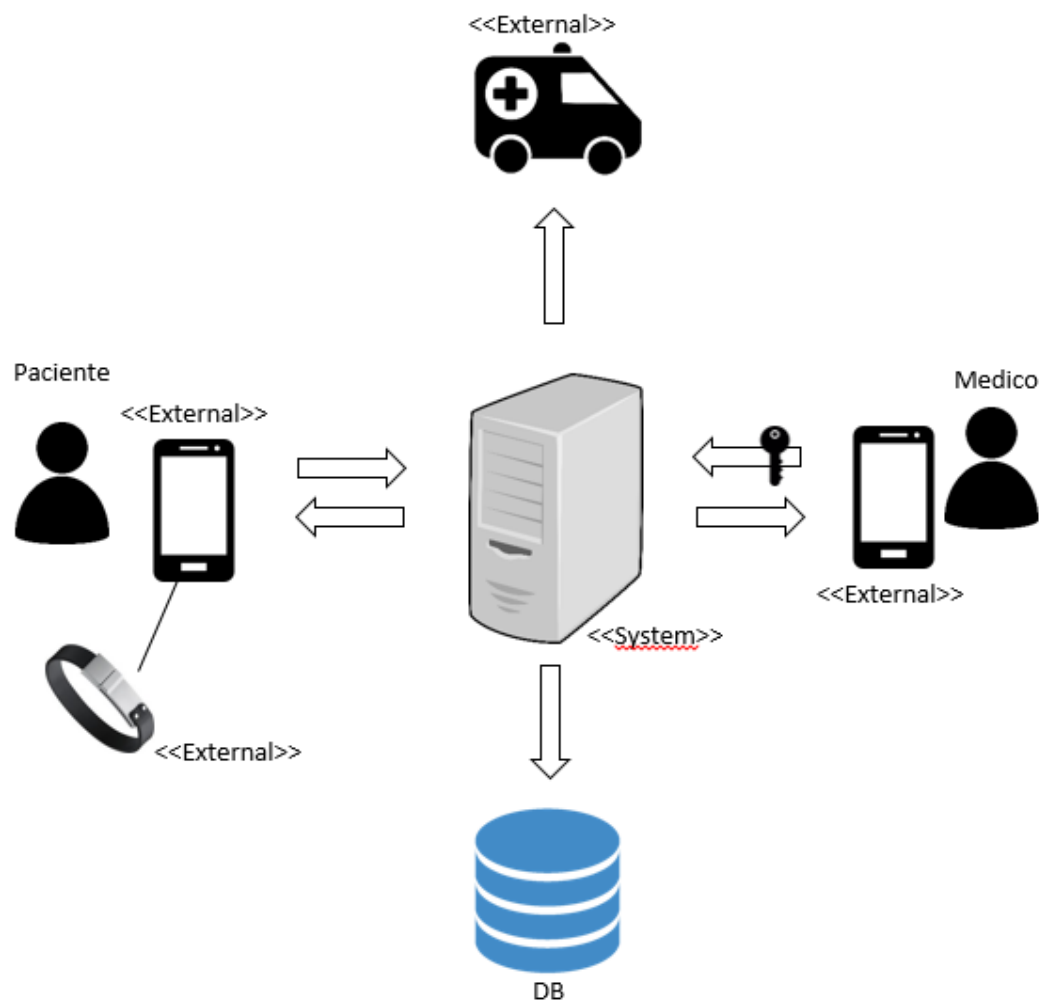 <<External>>
Paciente
<<External>>
Medico
<<External>>
<<System>>
<<External>>
DB